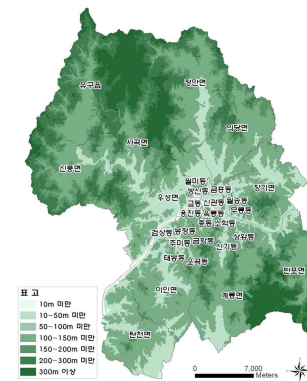 유구읍
정안면
사곡면
의당면
신풍면
월미동
장기면
우성면
쌍신동 금흥동
교동 신관동 월송동
무릉동
웅진동 옥룡동
중동 소학동
검상동 봉정동
상왕동
주미동 금학동
신기동
태봉동 오곡동
반포면
이인면
계룡면
탄천면
표 고
10m 미만
10~50m 미만
50~100m 미만
100~150m 미만
150~200m 미만
200~300m 미만
300m 이상
0 7,000
Meters